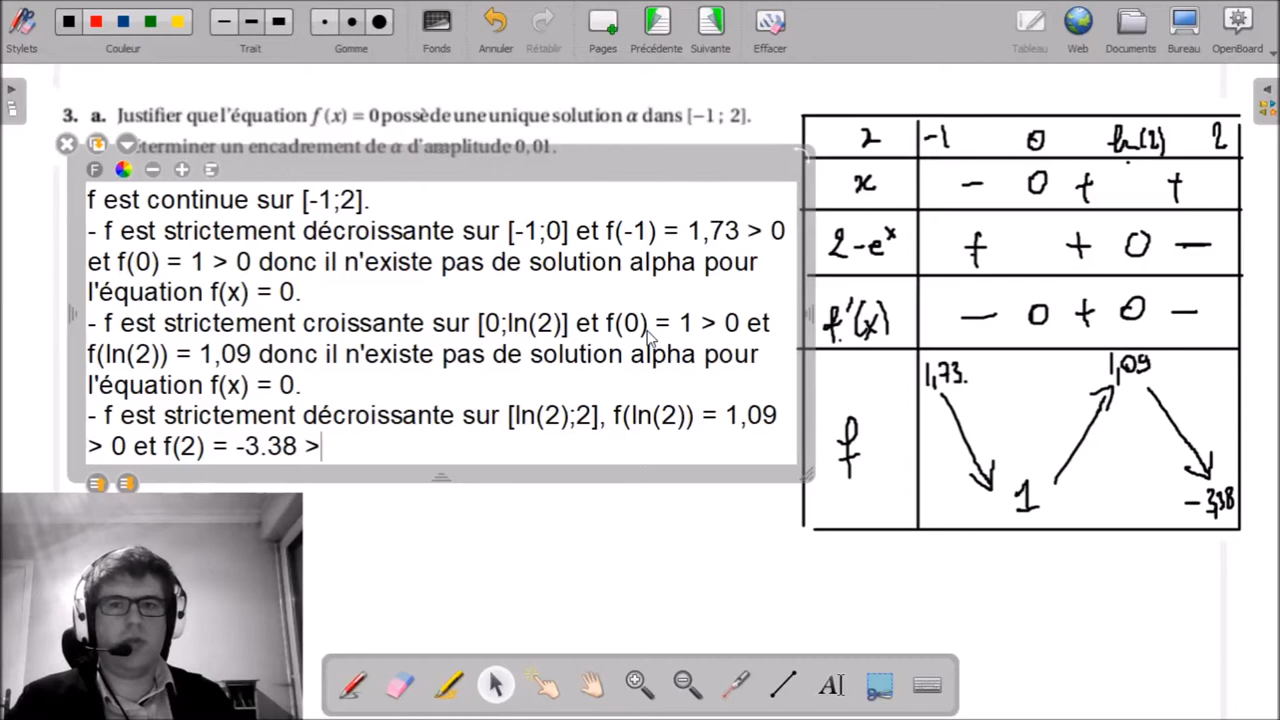 Stylets
Couleur
Trait
Gomme
Fonds
Annuler
Rétablir
Pages
Précédente
Suivante
Effacer
Tableau
Web
Documents
Bureau
OpenBoard
3. a. Justifier que l'équation f(x) = 0 possède une unique solution α dans [−1 ; 2].
terminer un encadrement de α d'amplitude 0,01.
f est continue sur [-1;2].
- f est strictement décroissante sur [-1;0] et f(-1) = 1,73 > 0
et f(0) = 1 > 0 donc il n'existe pas de solution alpha pour
l'équation f(x) = 0.
- f est strictement croissante sur [0;ln(2)] et f(0) = 1 > 0 et
f(ln(2)) = 1,09 donc il n'existe pas de solution alpha pour
l'équation f(x) = 0.
- f est strictement décroissante sur [ln(2);2], f(ln(2)) = 1,09
> 0 et f(2) = -3.38 >
-1 0 ln(2) 2
x − 0 + +
2-e^x + + 0 −
f'(x) − 0 + 0 −
1,73. 1,09
f
1 -3,38